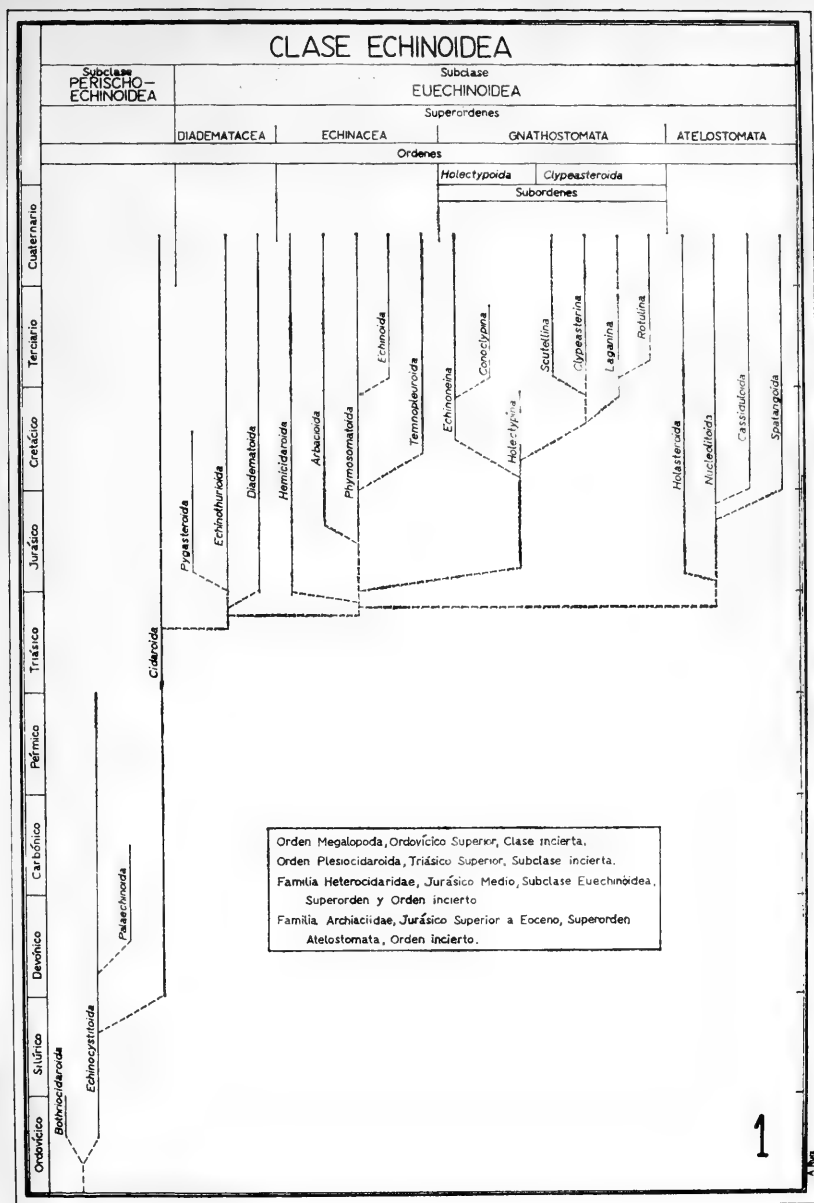 CLASE ECHINOIDEA
Subclase
PERISCHO-
ECHINOIDEA
Subclase
EUECHINOIDEA
Superordenes
DIADEMATACEA
ECHINACEA
GNATHOSTOMATA
ATELOSTOMATA
Ordenes
Holectypoida
Clypeasteroida
Subordenes
Cuaternario
Terciario
Cretácico
Jurásico
Triásico
Pérmico
Carbónico
Devónico
Silúrico
Ordovícico
Bothriocidaroida
Echinocystitoida
Palaechinoida
Cidaroida
Pygasteroida
Echinothurioida
Diadematoida
Hemicidaroida
Arbacioida
Phymosomatoida
Echinoida
Temnopleuroida
Echinoneina
Conoclypina
Holectypina
Scutellina
Clypeasterina
Laganina
Rotulina
Holasteroida
Nucleolitoida
Cassiduloida
Spatangoida
Orden Megalopoda, Ordovícico Superior, Clase incierta.
Orden Plesiocidaroida, Triásico Superior, Subclase incierta.
Familia Heterocidaridae, Jurásico Medio, Subclase Euechinoidea,
Superorden y Orden incierto
Familia Archiaciidae, Jurásico Superior a Eoceno, Superorden
Atelostomata, Orden incierto.
1